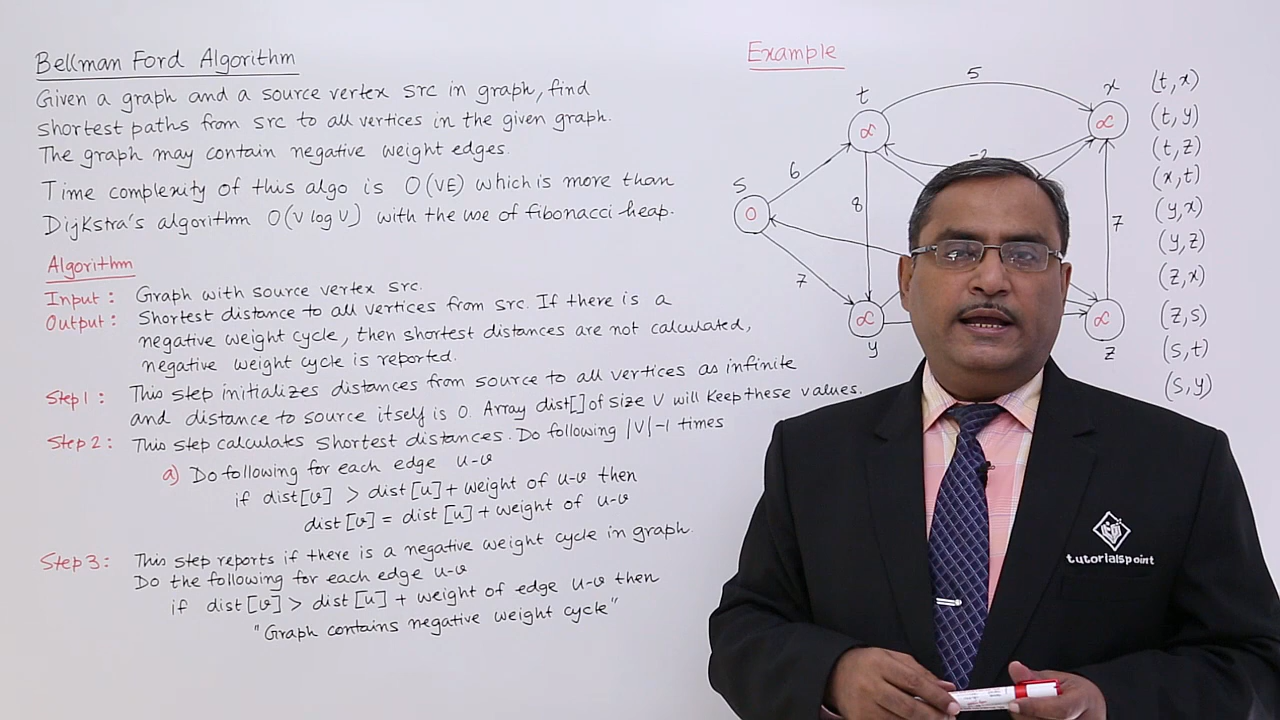 Bellman Ford Algorithm
Given a graph and a source vertex src in graph, find
shortest paths from src to all vertices in the given graph.
The graph may contain negative weight edges.
Time complexity of this algo is O(VE) which is more than
Dijkstra's algorithm O(V log V) with the use of fibonacci heap.
Algorithm
Input : Graph with source vertex src.
Output : Shortest distance to all vertices from src. If there is a
negative weight cycle, then shortest distances are not calculated,
negative weight cycle is reported.
Step 1 : This step initializes distances from source to all vertices as infinite
and distance to source itself is 0. Array dist[] of size V will keep these values.
Step 2 : This step calculates shortest distances. Do following |V|-1 times
a) Do following for each edge u-v
if dist[v] > dist[u] + weight of u-v then
dist[v] = dist[u] + weight of u-v
Step 3 : This step reports if there is a negative weight cycle in graph.
Do the following for each edge u-v
if dist[v] > dist[u] + weight of edge u-v then
"Graph contains negative weight cycle"
Example
5
t
x
∝
∝
6
-2
s
0
8
7
7
∝
∝
y
z
(t,x)
(t,y)
(t,z)
(x,t)
(y,x)
(y,z)
(z,x)
(z,s)
(s,t)
(s,y)
tutorialspoint